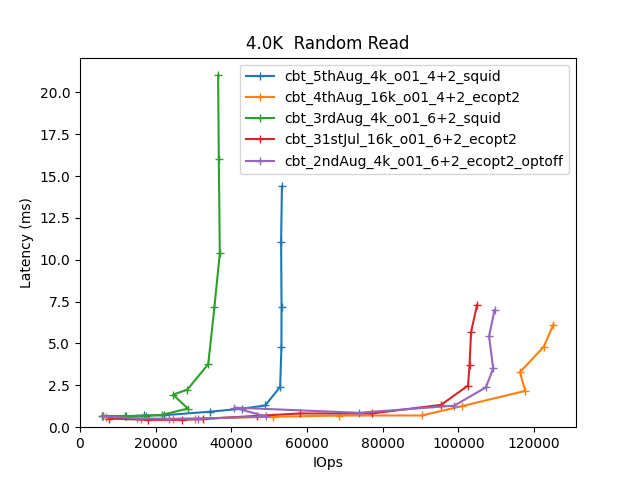 4.0K  Random Read
cbt_5thAug_4k_o01_4+2_squid
cbt_4thAug_16k_o01_4+2_ecopt2
cbt_3rdAug_4k_o01_6+2_squid
cbt_31stJul_16k_o01_6+2_ecopt2
cbt_2ndAug_4k_o01_6+2_ecopt2_optoff
Latency (ms)
20.0
17.5
15.0
12.5
10.0
7.5
5.0
2.5
0.0
0 20000 40000 60000 80000 100000 120000
IOps